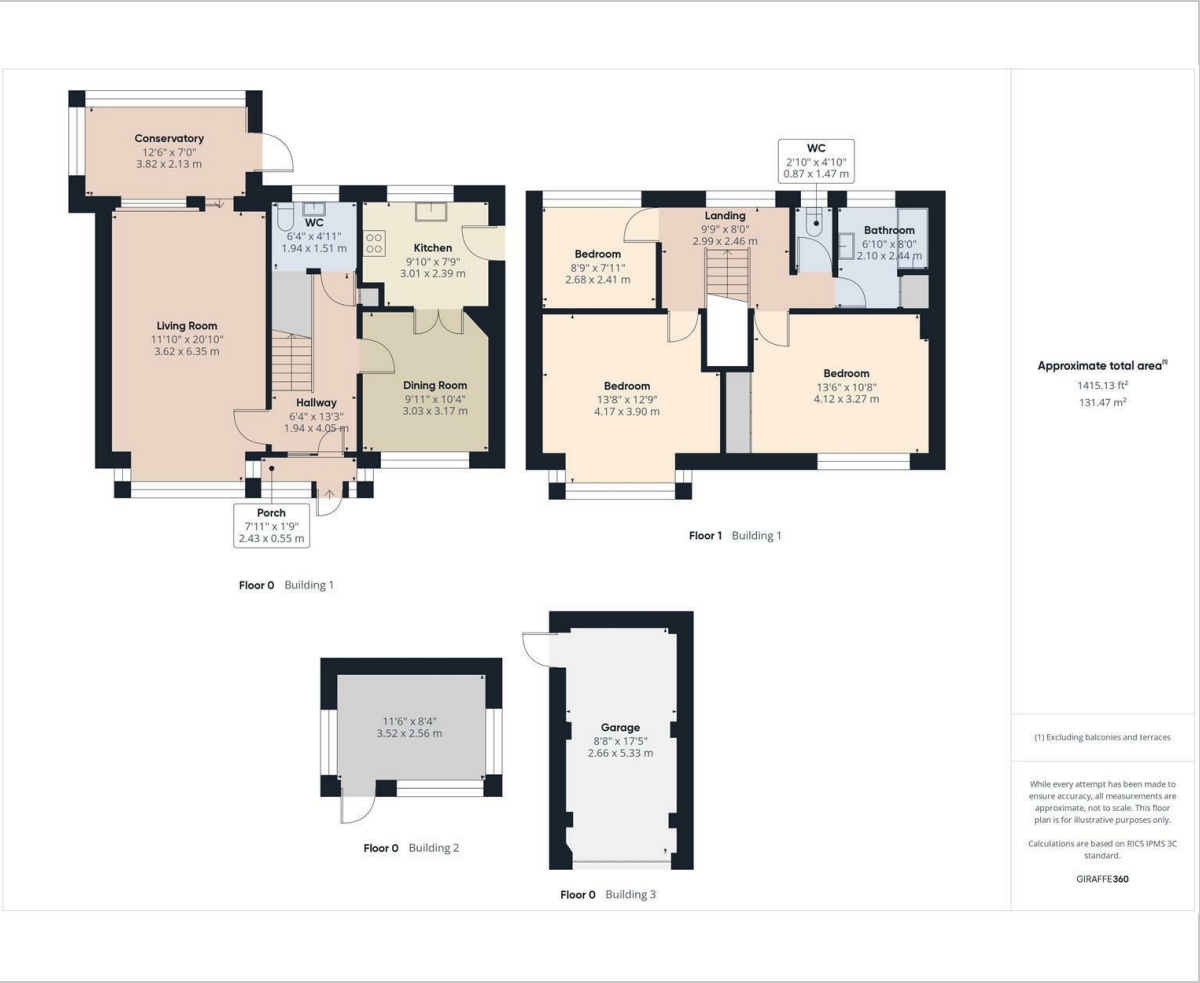 Conservatory
12'6" x 7'0"
3.82 x 2.13 m
WC
6'4" x 4'11"
1.94 x 1.51 m
Kitchen
9'10" x 7'9"
3.01 x 2.39 m
Living Room
11'10" x 20'10"
3.62 x 6.35 m
Dining Room
9'11" x 10'4"
3.03 x 3.17 m
Hallway
6'4" x 13'3"
1.94 x 4.05 m
Porch
7'11" x 1'9"
2.43 x 0.55 m
Floor 0 Building 1
WC
2'10" x 4'10"
0.87 x 1.47 m
Landing
9'9" x 8'0"
2.99 x 2.46 m
Bathroom
6'10" x 8'0"
2.10 x 2.44 m
Bedroom
8'9" x 7'11"
2.68 x 2.41 m
Bedroom
13'8" x 12'9"
4.17 x 3.90 m
Bedroom
13'6" x 10'8"
4.12 x 3.27 m
Floor 1 Building 1
11'6" x 8'4"
3.52 x 2.56 m
Floor 0 Building 2
Garage
8'8" x 17'5"
2.66 x 5.33 m
Floor 0 Building 3
Approximate total area(1)
1415.13 ft²
131.47 m²
(1) Excluding balconies and terraces
While every attempt has been made to
ensure accuracy, all measurements are
approximate, not to scale. This floor
plan is for illustrative purposes only.
Calculations are based on RICS IPMS 3C
standard.
GIRAFFE360